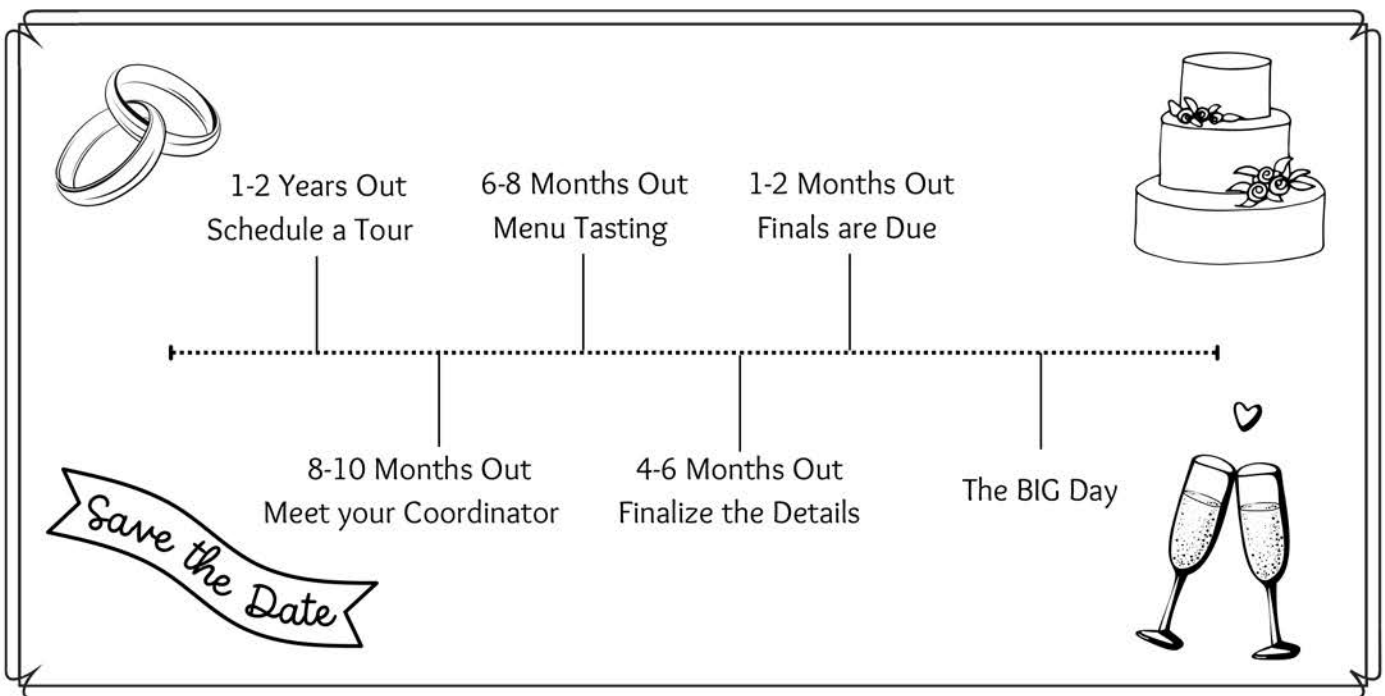 1-2 Years Out
Schedule a Tour
6-8 Months Out
Menu Tasting
1-2 Months Out
Finals are Due
8-10 Months Out
Meet your Coordinator
4-6 Months Out
Finalize the Details
The BIG Day
Save the Date